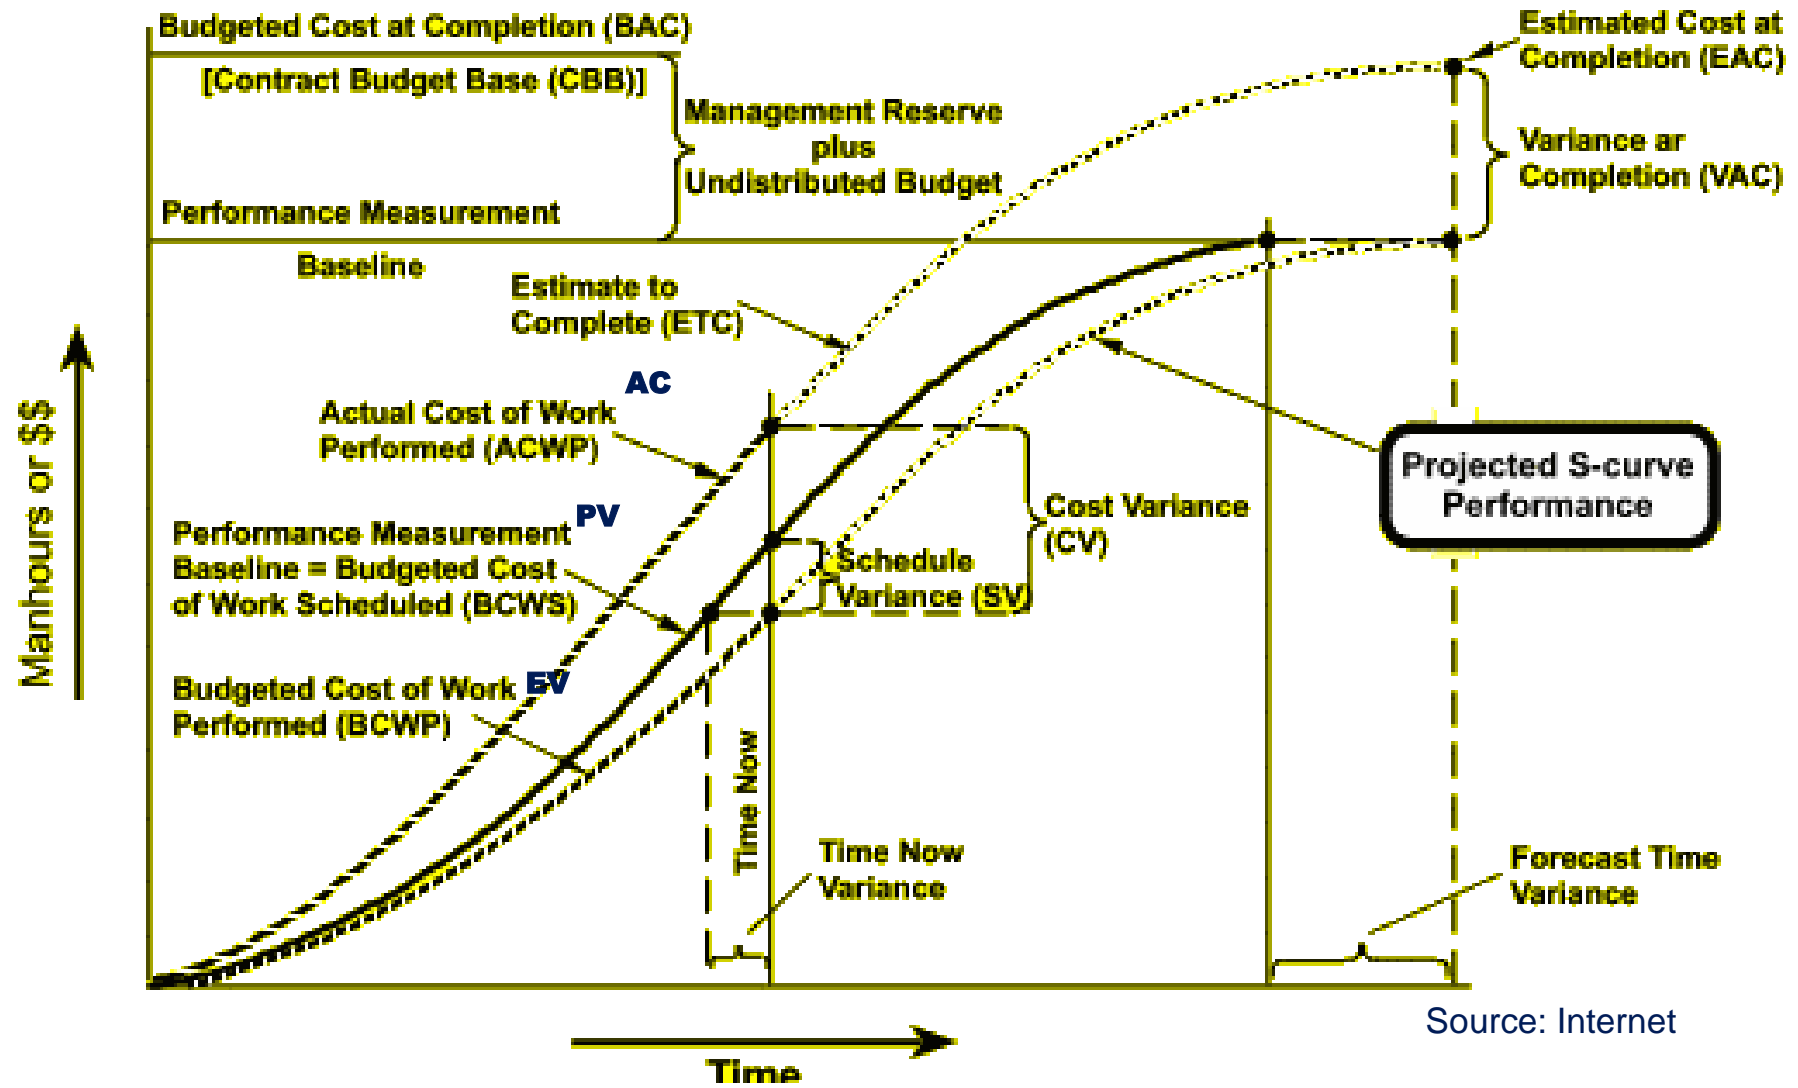 Budgeted Cost at Completion (BAC)
[Contract Budget Base (CBB)]
Management Reserve
plus
Undistributed Budget
Performance Measurement
Baseline
Estimated Cost at
Completion (EAC)
Variance ar
Completion (VAC)
Estimate to
Complete (ETC)
AC
Actual Cost of Work
Performed (ACWP)
PV
Performance Measurement
Baseline = Budgeted Cost
of Work Scheduled (BCWS)
EV
Budgeted Cost of Work
Performed (BCWP)
Cost Variance
(CV)
Schedule
Variance (SV)
Projected S-curve
Performance
Manhours or $$
Time Now
Time Now
Variance
Forecast Time
Variance
Time
Source: Internet